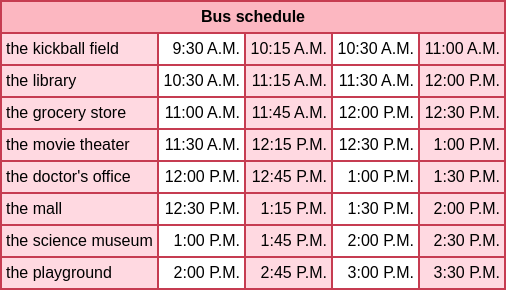 Bus schedule
the kickball field 9:30 A.M. 10:15 A.M. 10:30 A.M. 11:00 A.M.
the library 10:30 A.M. 11:15 A.M. 11:30 A.M. 12:00 P.M.
the grocery store 11:00 A.M. 11:45 A.M. 12:00 P.M. 12:30 P.M.
the movie theater 11:30 A.M. 12:15 P.M. 12:30 P.M. 1:00 P.M.
the doctor's office 12:00 P.M. 12:45 P.M. 1:00 P.M. 1:30 P.M.
the mall 12:30 P.M. 1:15 P.M. 1:30 P.M. 2:00 P.M.
the science museum 1:00 P.M. 1:45 P.M. 2:00 P.M. 2:30 P.M.
the playground 2:00 P.M. 2:45 P.M. 3:00 P.M. 3:30 P.M.